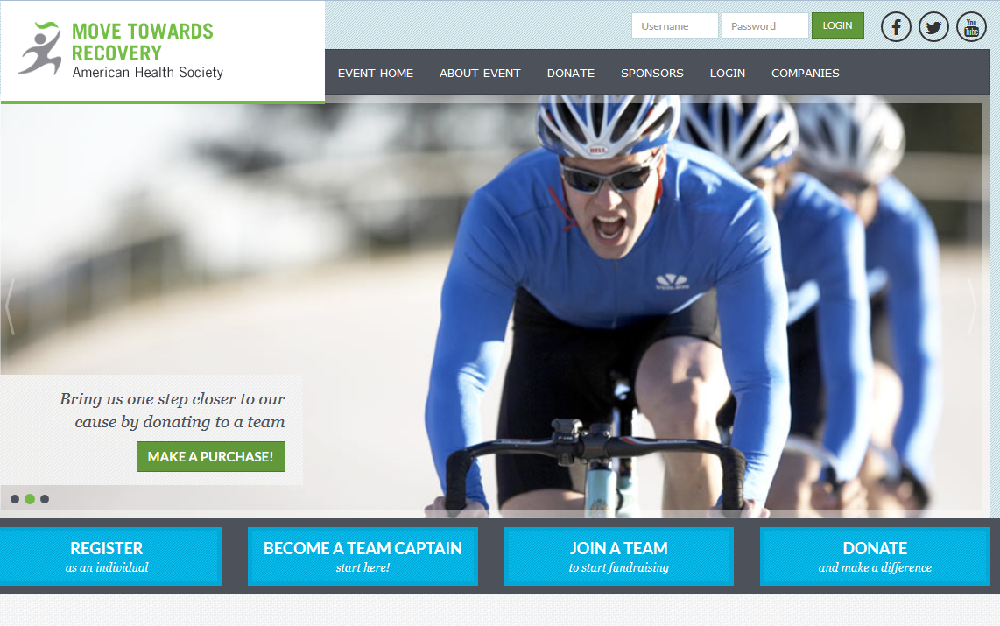 MOVE TOWARDS
RECOVERY
American Health Society
Username
Password
LOGIN
You
Tube
EVENT HOME
ABOUT EVENT
DONATE
SPONSORS
LOGIN
COMPANIES
BELL
Bring us one step closer to our
cause by donating to a team
MAKE A PURCHASE!
REGISTER
as an individual
BECOME A TEAM CAPTAIN
start here!
JOIN A TEAM
to start fundraising
DONATE
and make a difference